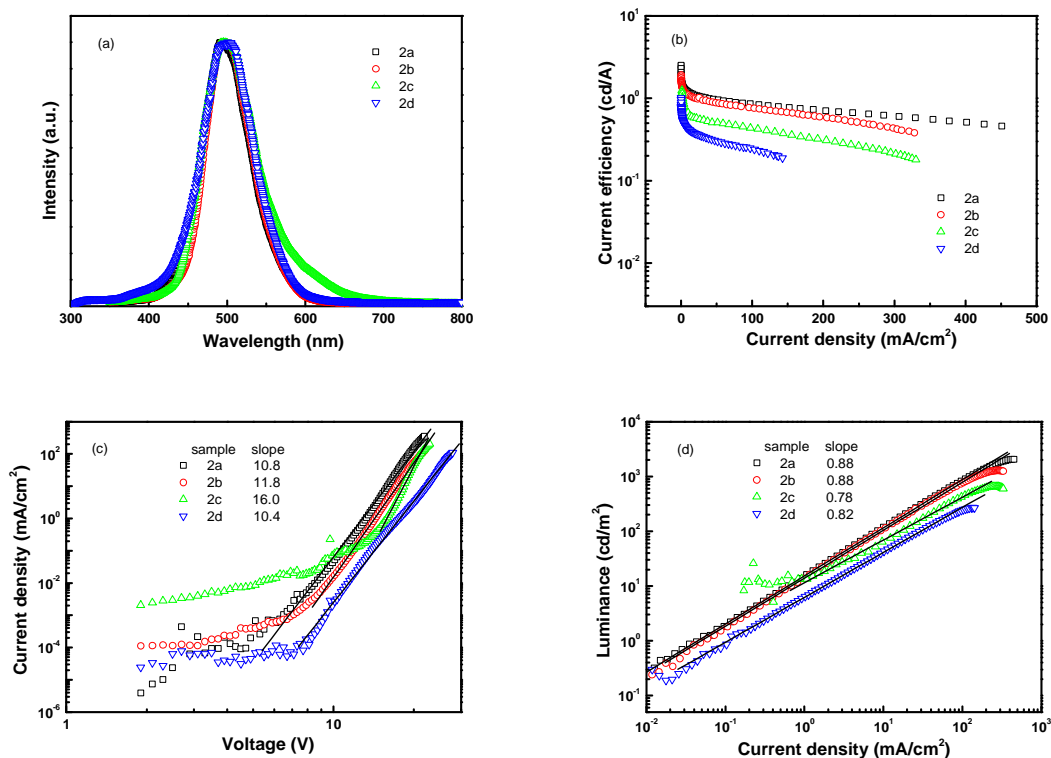 (a)
2a
2b
2c
2d
Intensity (a.u.)
300 400 500 600 700 800
Wavelength (nm)
(b)
10^1
10^0
10^-1
10^-2
Current efficiency (cd/A)
2a
2b
2c
2d
0 100 200 300 400 500
Current density (mA/cm^2)
(c)
sample slope
2a 10.8
2b 11.8
2c 16.0
2d 10.4
10^2
10^0
10^-2
10^-4
10^-6
Current density (mA/cm^2)
1 10
Voltage (V)
(d)
sample slope
2a 0.88
2b 0.88
2c 0.78
2d 0.82
10^4
10^3
10^2
10^1
10^0
10^-1
Luminance (cd/m^2)
10^-2 10^-1 10^0 10^1 10^2 10^3
Current density (mA/cm^2)